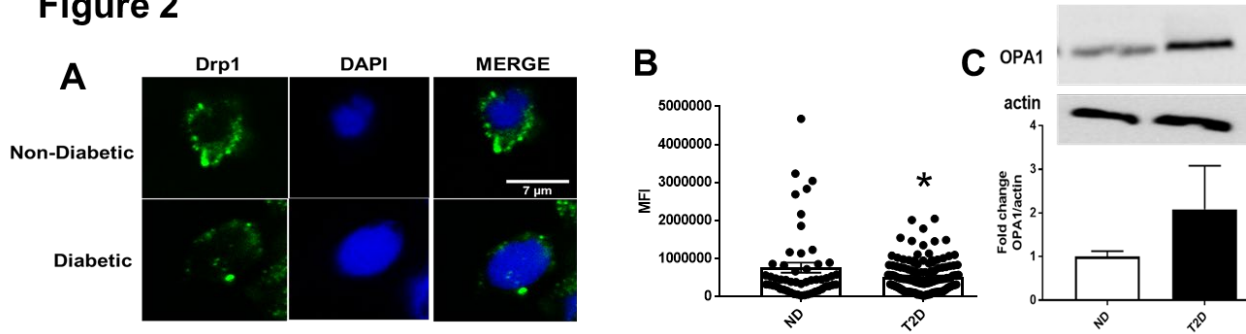 Figure 2
A
Drp1
DAPI
MERGE
Non-Diabetic
7 µm
Diabetic
B
MFI
5000000
4000000
3000000
2000000
1000000
0
*
ND
T2D
C
OPA1
actin
Fold change
OPA1/actin
4
3
2
1
0
ND
T2D